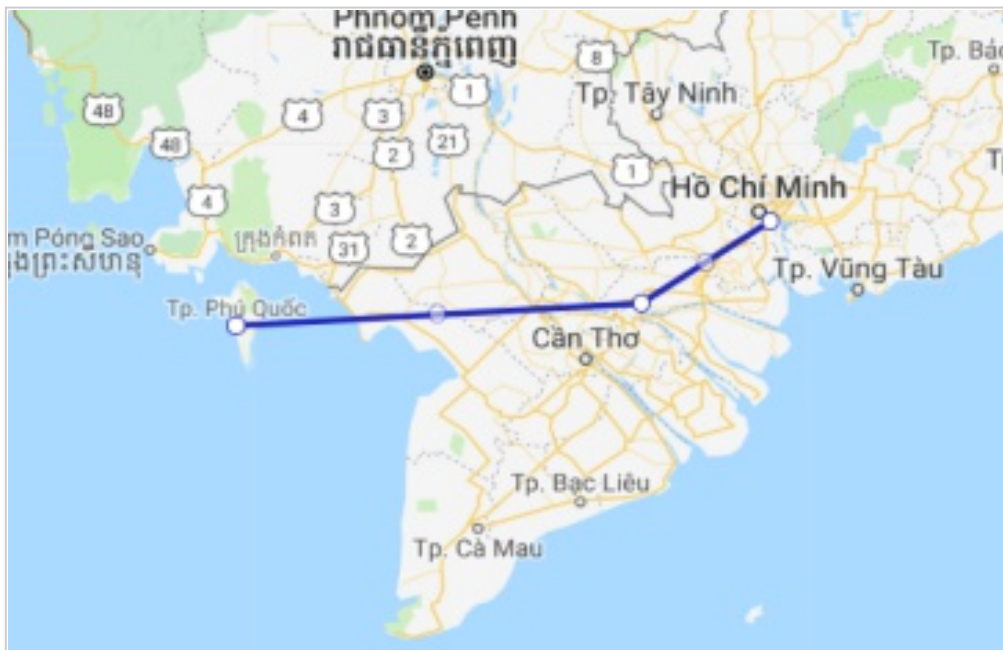 Phnom Penh
រាជធានីភ្នំពេញ
8
Tp. Tây Ninh
48
4
3
1
48
2
21
1
4
3
Hồ Chí Minh
31
2
Tp. Vũng Tàu
Tp. Phú Quốc
Cần Thơ
Tp. Bạc Liêu
Tp. Cà Mau